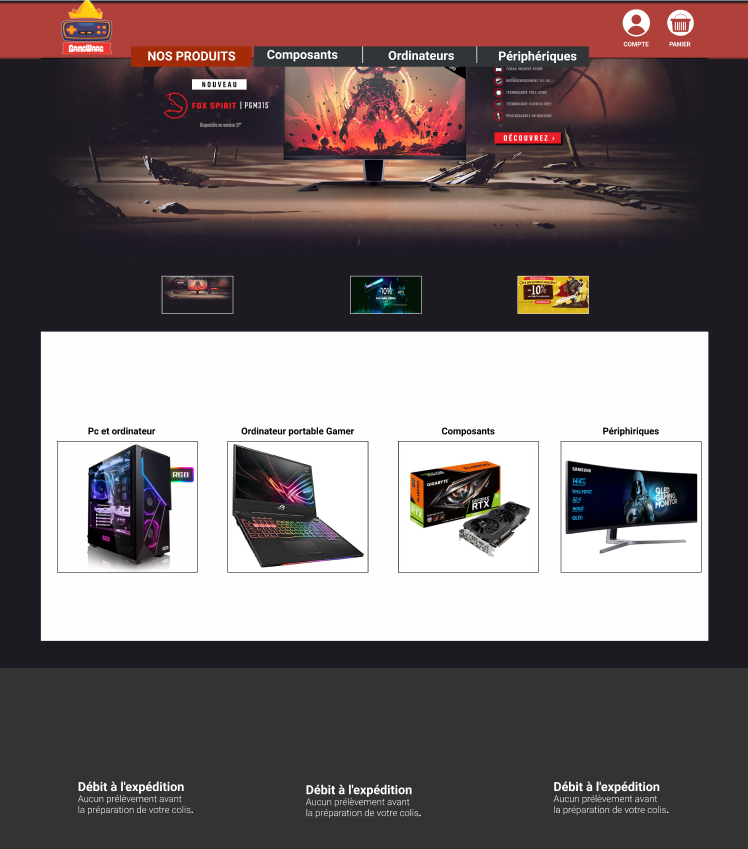 GAMEWARE
COMPTE
PANIER
NOS PRODUITS
Composants
Ordinateurs
Périphériques
NOUVEAU
FOX SPIRIT | PGM315
Disponible en version 27"
DÉCOUVREZ >
-10%
-10%
Pc et ordinateur
Ordinateur portable Gamer
Composants
Périphiriques
RGB
GIGABYTE
GEFORCE
RTX
SAMSUNG
144Hz
QLED
GAMING
MONITOR
QLED
Débit à l'expédition
Aucun prélèvement avant
la préparation de votre colis.
Débit à l'expédition
Aucun prélèvement avant
la préparation de votre colis.
Débit à l'expédition
Aucun prélèvement avant
la préparation de votre colis.